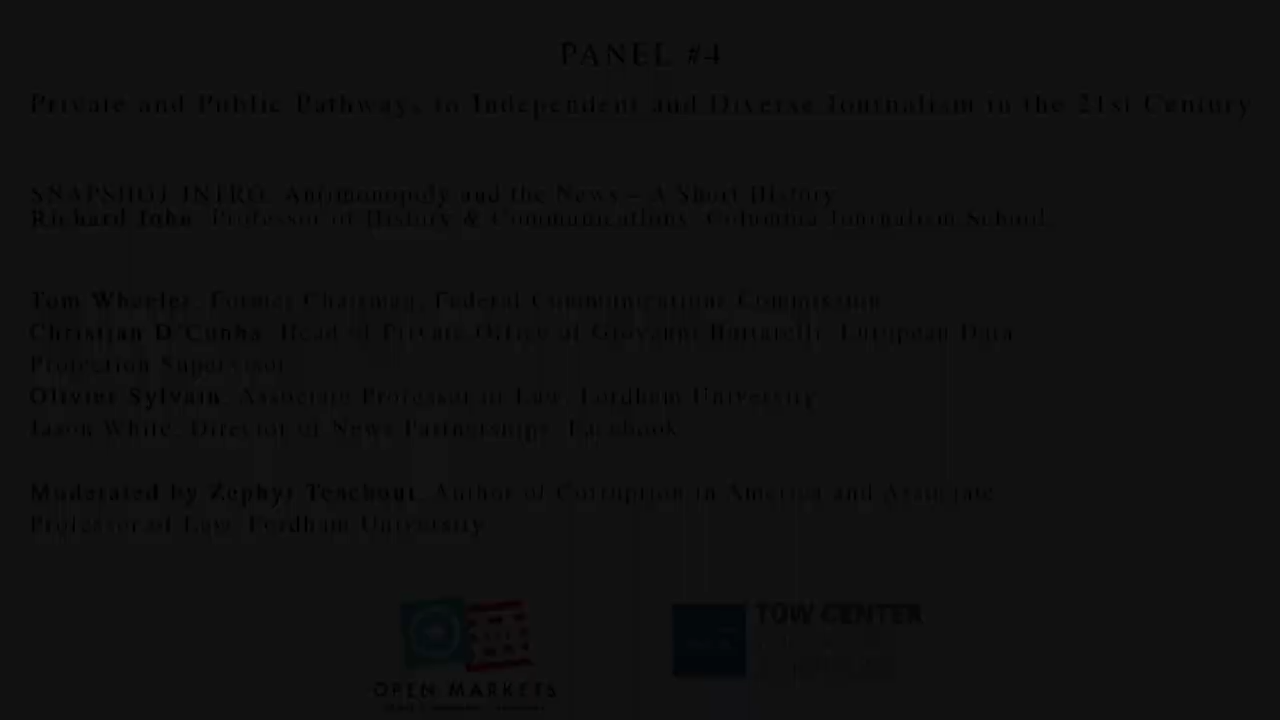 PANEL #4
Private and Public Pathways to Independent and Diverse Journalism in the 21st Century
SNAPSHOT INTRO: Antimonopoly and the News – A Short History
Richard John, Professor of History & Communications, Columbia Journalism School
Tom Wheeler, Former Chairman, Federal Communications Commission
Christian D'Cunha, Head of Private Office of Giovanni Buttarelli, European Data
Protection Supervisor
Olivier Sylvain, Associate Professor of Law, Fordham University
Jason White, Director of News Partnerships, Facebook
Moderated by Zephyr Teachout, Author of Corruption in America and Associate
Professor of Law, Fordham University
OPEN MARKETS
TOW CENTER